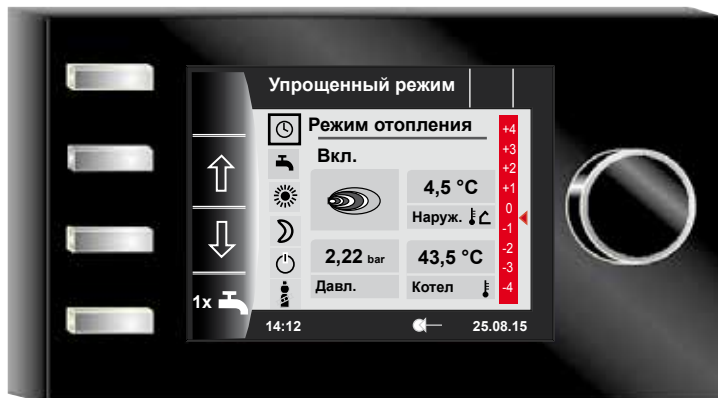 Упрощенный режим
Режим отопления
Вкл.
4,5 °C
Наруж.
2,22 bar
Давл.
43,5 °C
Котел
+4
+3
+2
+1
0
-1
-2
-3
-4
1x
14:12
25.08.15